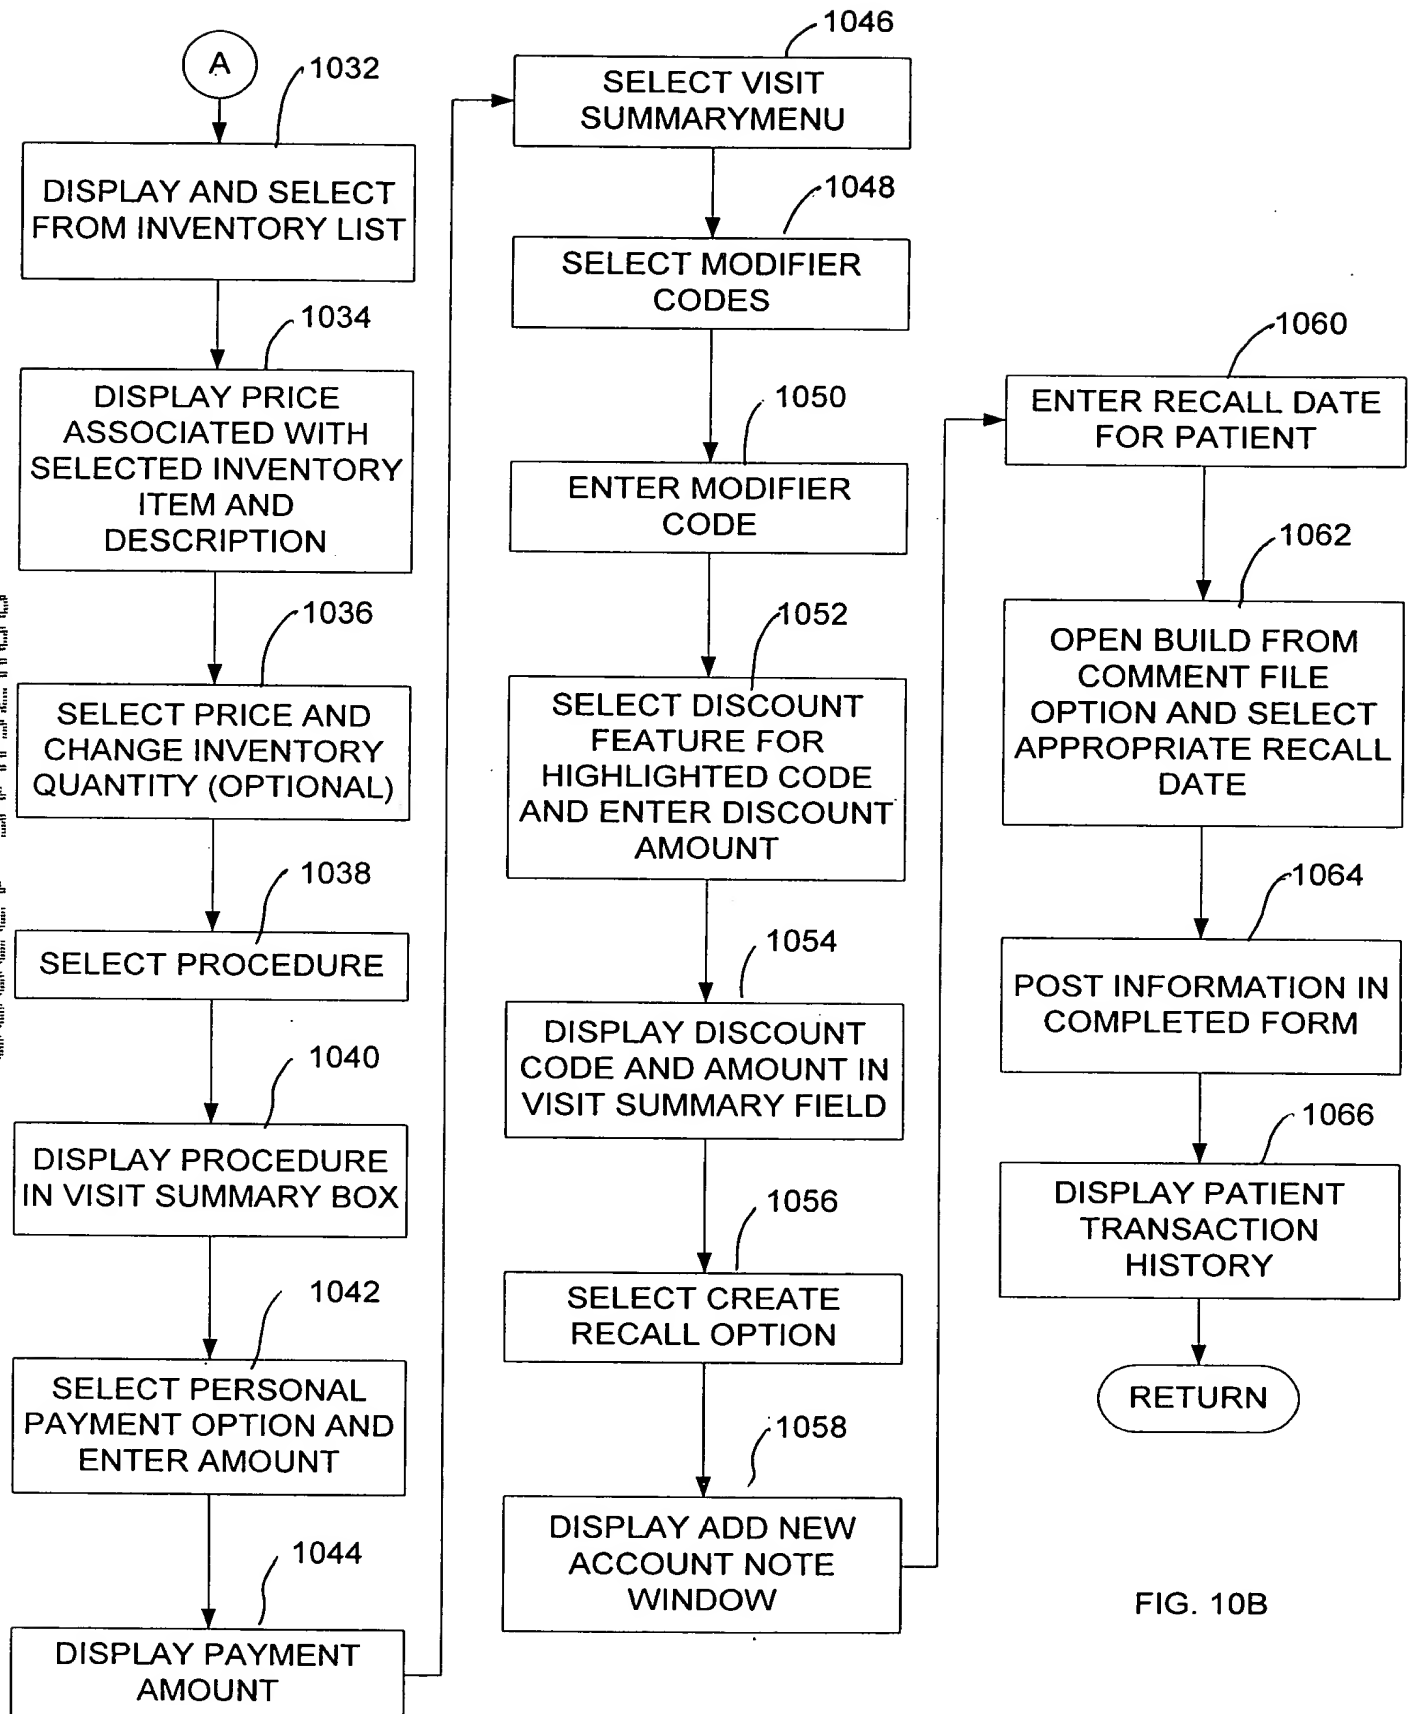 A
1032
DISPLAY AND SELECT
FROM INVENTORY LIST
1034
DISPLAY PRICE
ASSOCIATED WITH
SELECTED INVENTORY
ITEM AND
DESCRIPTION
1036
SELECT PRICE AND
CHANGE INVENTORY
QUANTITY (OPTIONAL)
1038
SELECT PROCEDURE
1040
DISPLAY PROCEDURE
IN VISIT SUMMARY BOX
1042
SELECT PERSONAL
PAYMENT OPTION AND
ENTER AMOUNT
1044
DISPLAY PAYMENT
AMOUNT
1046
SELECT VISIT
SUMMARYMENU
1048
SELECT MODIFIER
CODES
1050
ENTER MODIFIER
CODE
1052
SELECT DISCOUNT
FEATURE FOR
HIGHLIGHTED CODE
AND ENTER DISCOUNT
AMOUNT
1054
DISPLAY DISCOUNT
CODE AND AMOUNT IN
VISIT SUMMARY FIELD
1056
SELECT CREATE
RECALL OPTION
1058
DISPLAY ADD NEW
ACCOUNT NOTE
WINDOW
1060
ENTER RECALL DATE
FOR PATIENT
1062
OPEN BUILD FROM
COMMENT FILE
OPTION AND SELECT
APPROPRIATE RECALL
DATE
1064
POST INFORMATION IN
COMPLETED FORM
1066
DISPLAY PATIENT
TRANSACTION
HISTORY
RETURN
FIG. 10B